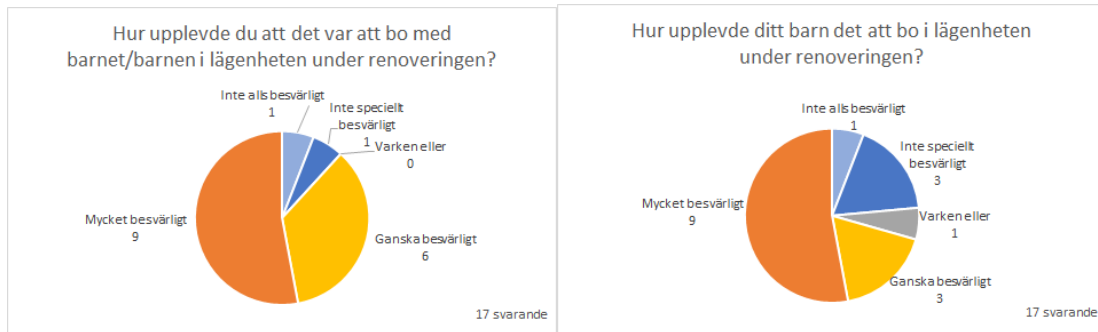 Hur upplevde du att det var att bo med
barnet/barnen i lägenheten under renoveringen?
Inte alls besvärligt
1
Inte speciellt
besvärligt
1
Varken eller
0
Ganska besvärligt
6
Mycket besvärligt
9
17 svarande
Hur upplevde ditt barn det att bo i lägenheten
under renoveringen?
Inte alls besvärligt
1
Inte speciellt
besvärligt
3
Varken eller
1
Ganska besvärligt
3
Mycket besvärligt
9
17 svarande